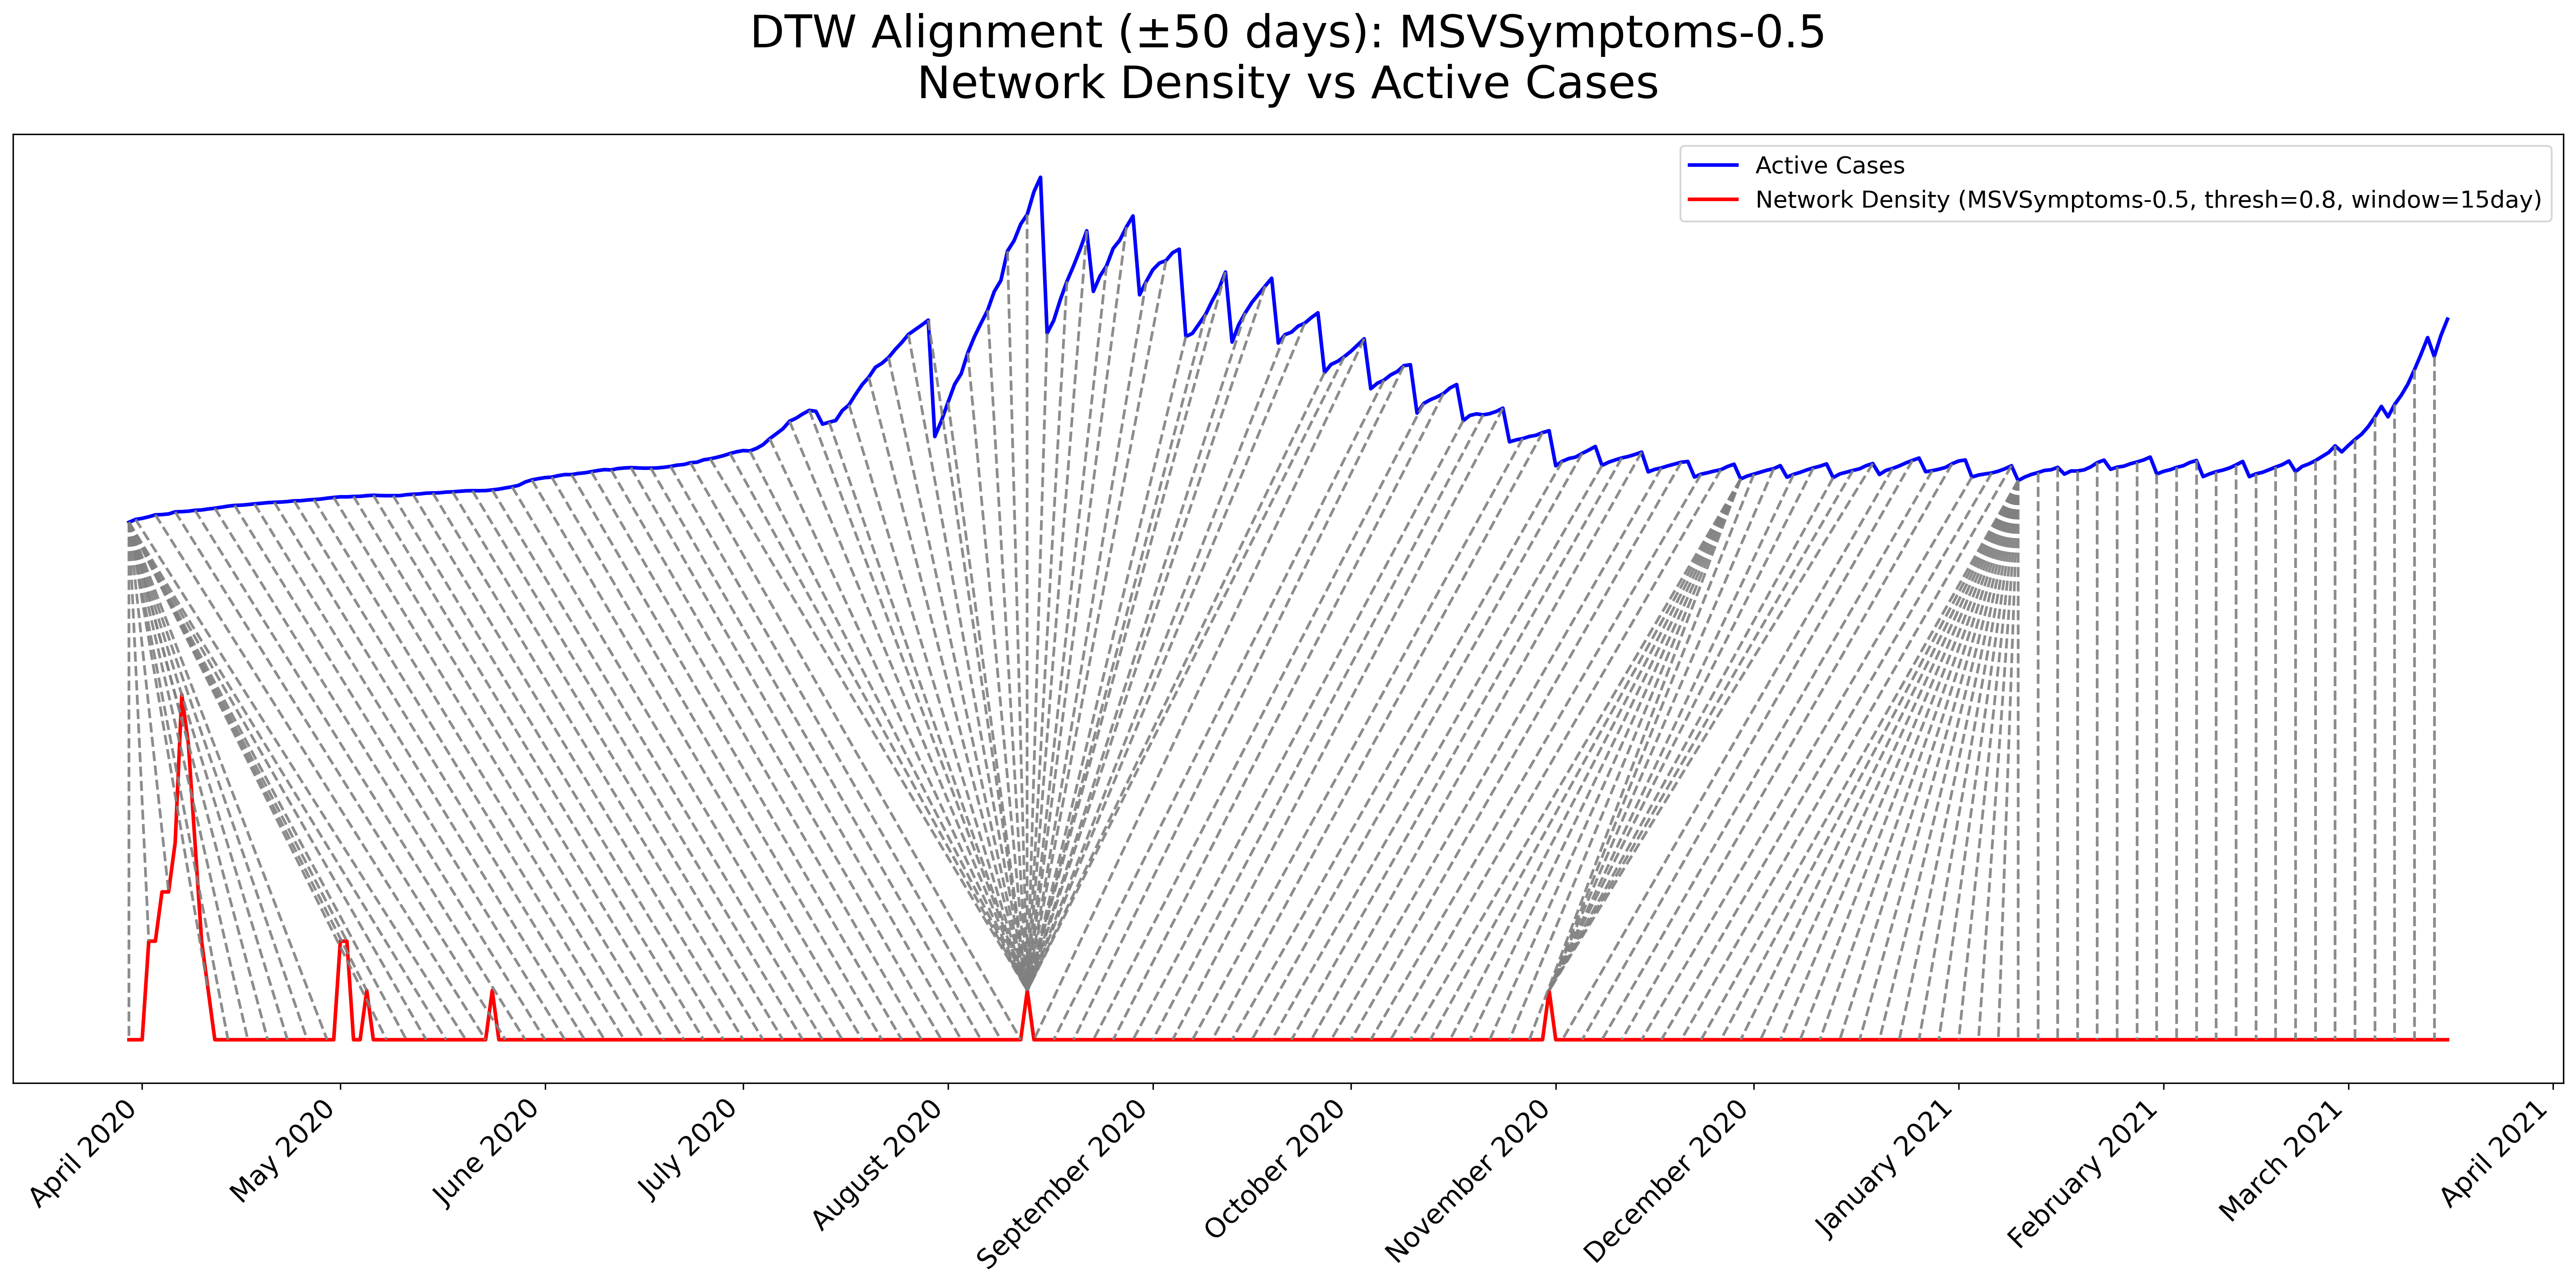 DTW Alignment (±50 days): MSVSymptoms-0.5
Network Density vs Active Cases
Active Cases
Network Density (MSVSymptoms-0.5, thresh=0.8, window=15day)
April 2020
May 2020
June 2020
July 2020
August 2020
September 2020
October 2020
November 2020
December 2020
January 2021
February 2021
March 2021
April 2021